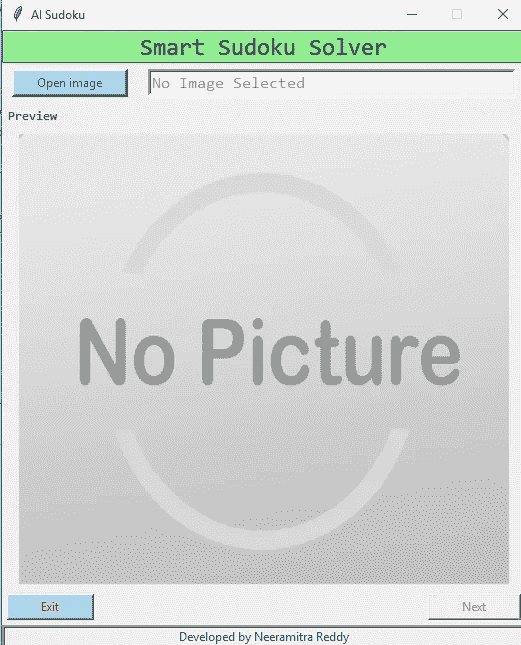 AI Sudoku
Smart Sudoku Solver
Open image
No Image Selected
Preview
No Picture
Exit
Next
Developed by Neeramitra Reddy